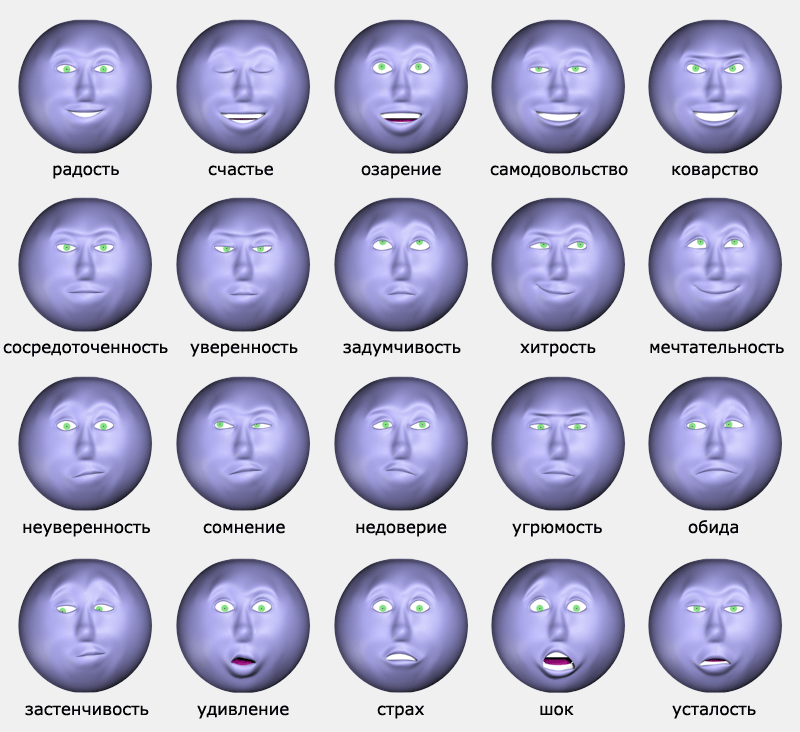 радость счастье озарение самодовольство коварство
сосредоточенность уверенность задумчивость хитрость мечтательность
неуверенность сомнение недоверие угрюмость обида
застенчивость удивление страх шок усталость